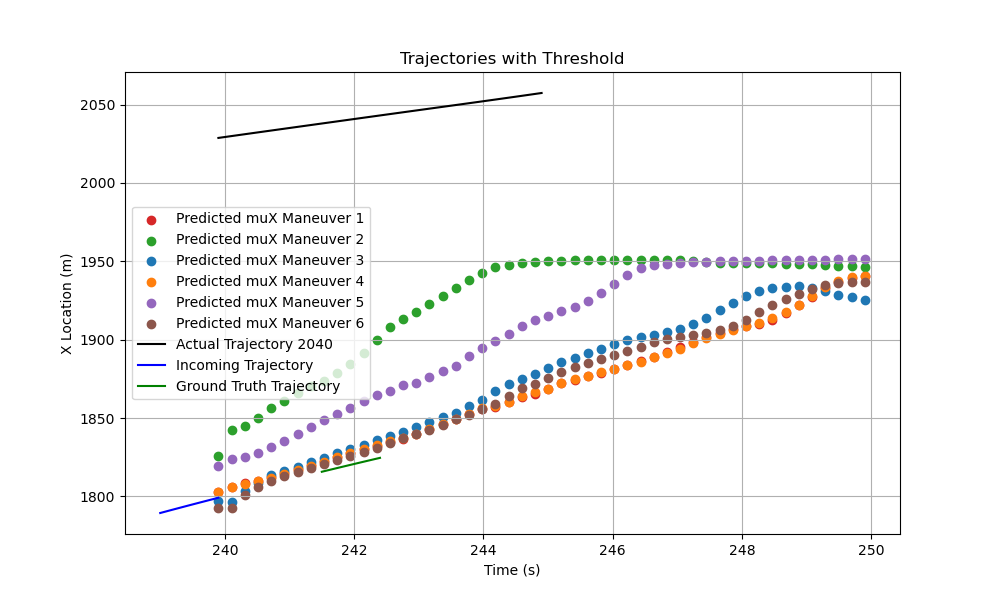 Trajectories with Threshold
X Location (m)
2050
2000
1950
1900
1850
1800
Predicted muX Maneuver 1
Predicted muX Maneuver 2
Predicted muX Maneuver 3
Predicted muX Maneuver 4
Predicted muX Maneuver 5
Predicted muX Maneuver 6
Actual Trajectory 2040
Incoming Trajectory
Ground Truth Trajectory
240
242
244
246
248
250
Time (s)